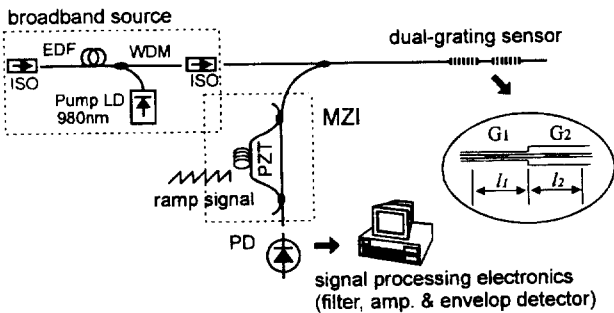 broadband source
EDF
WDM
ISO
ISO
Pump LD
980nm
dual-grating sensor
MZI
PZT
ramp signal
G1
G2
l1
l2
PD
signal processing electronics
(filter, amp. & envelop detector)